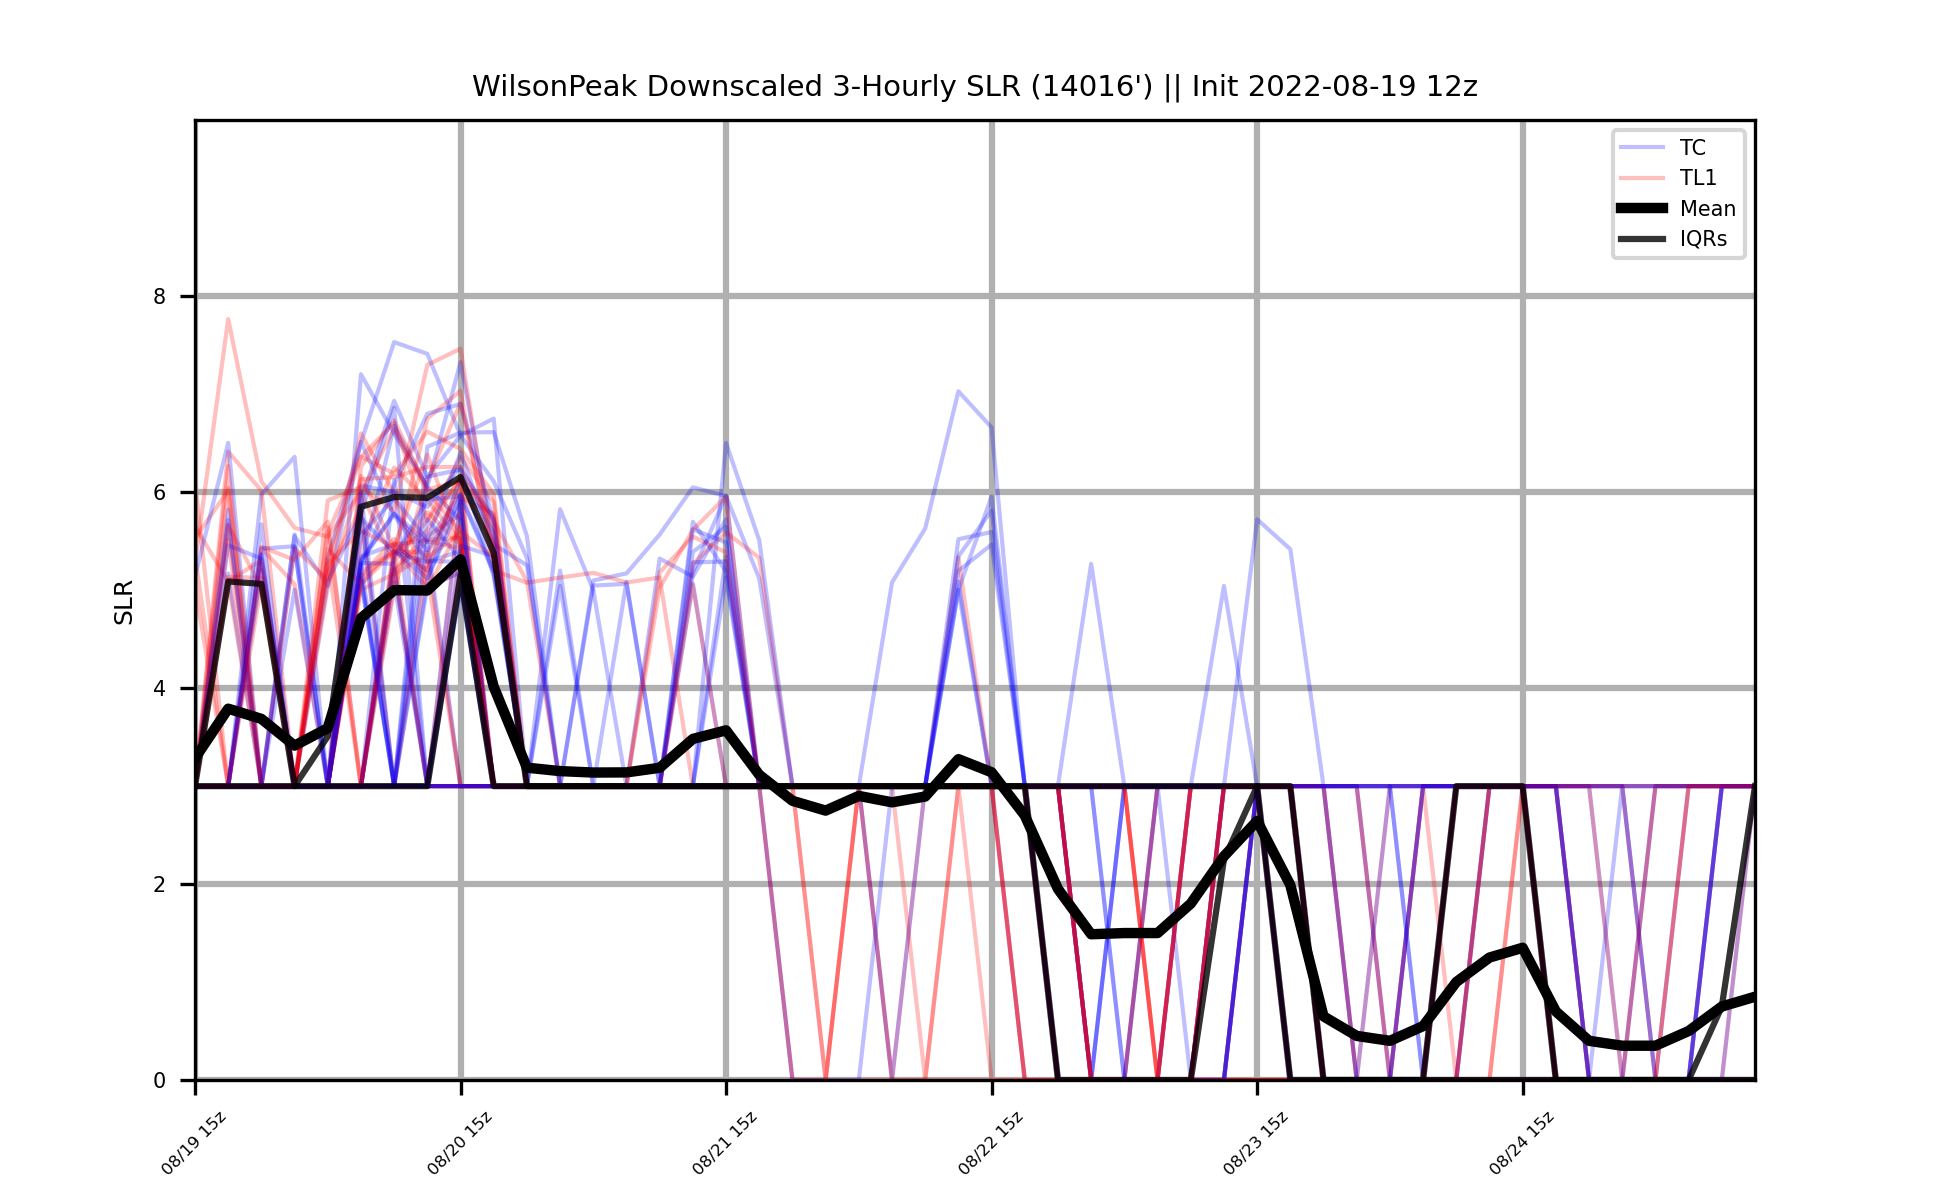 WilsonPeak Downscaled 3-Hourly SLR (14016') || Init 2022-08-19 12z
TC
TL1
Mean
IQRs
SLR
8
6
4
2
0
08/19 15z
08/20 15z
08/21 15z
08/22 15z
08/23 15z
08/24 15z